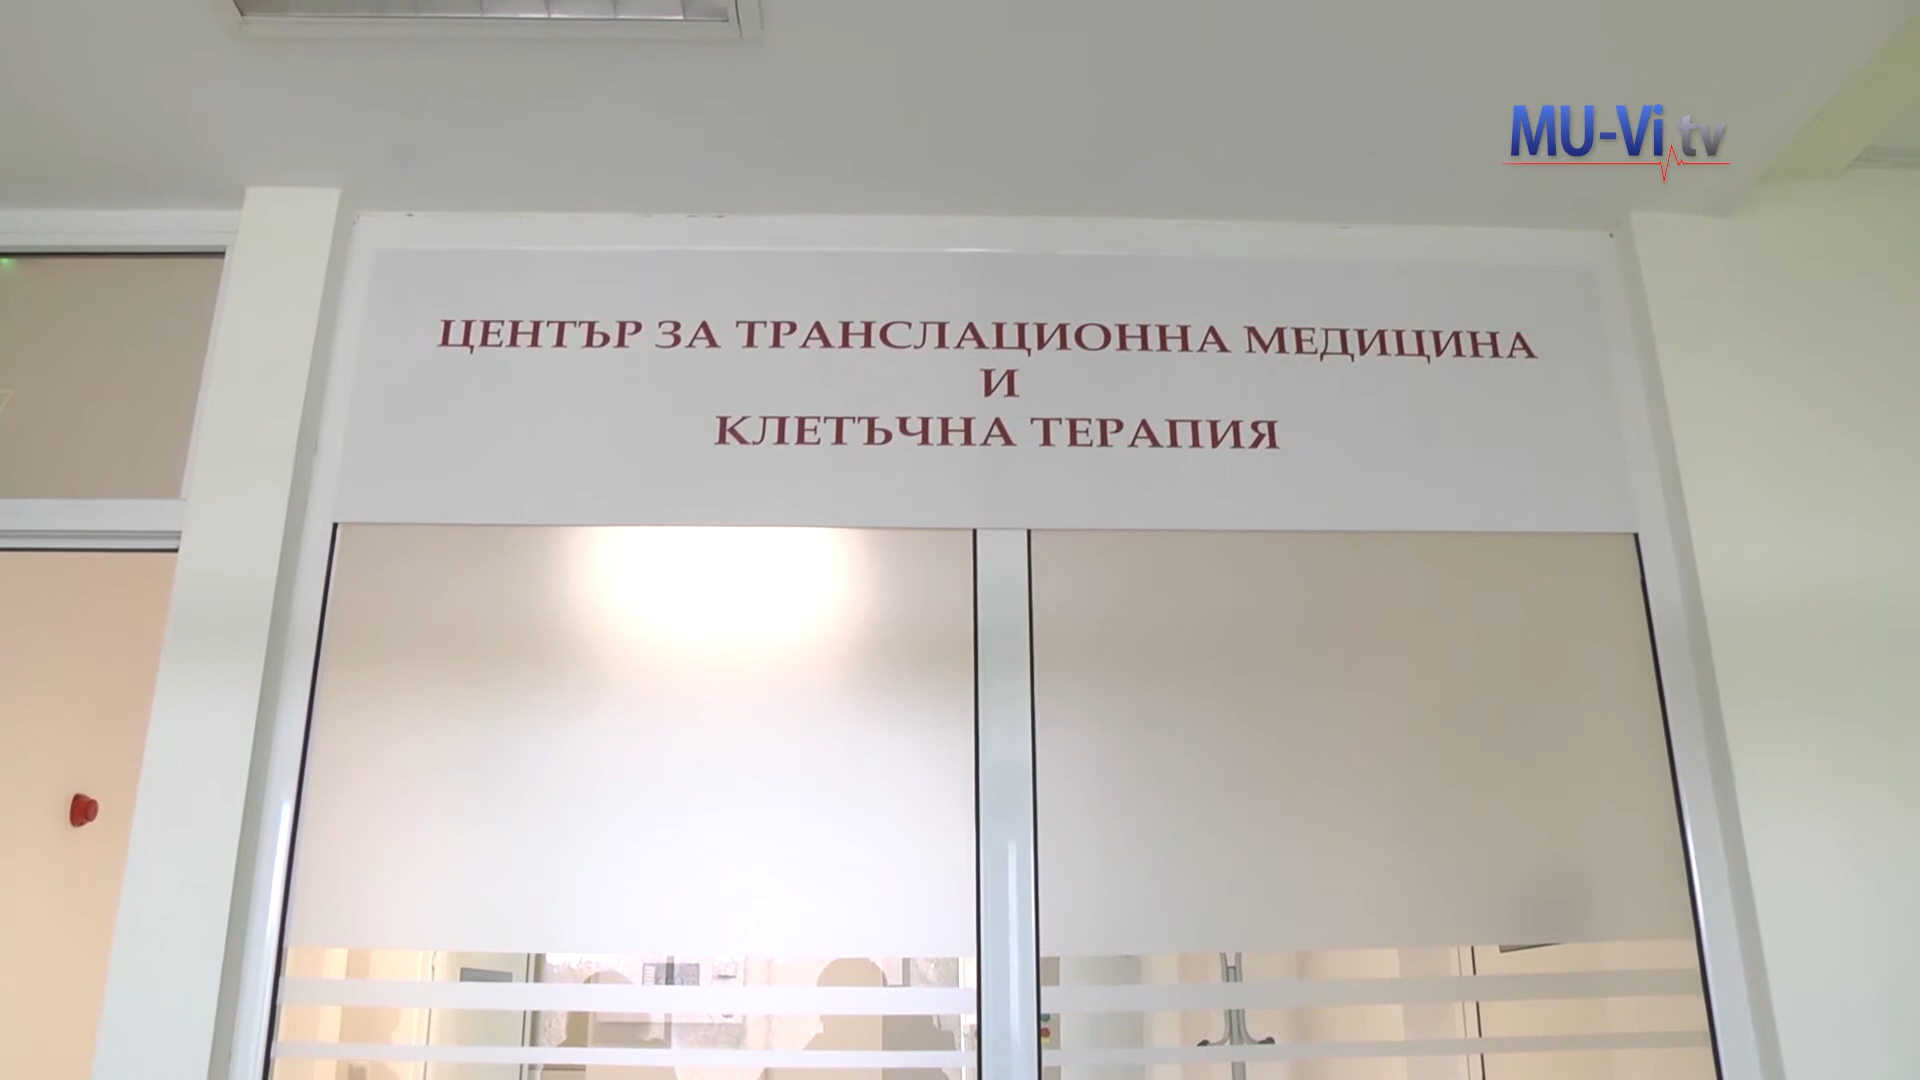 MU-Vi.tv
ЦЕНТЪР ЗА ТРАНСЛАЦИОННА МЕДИЦИНА
И
КЛЕТЪЧНА ТЕРАПИЯ